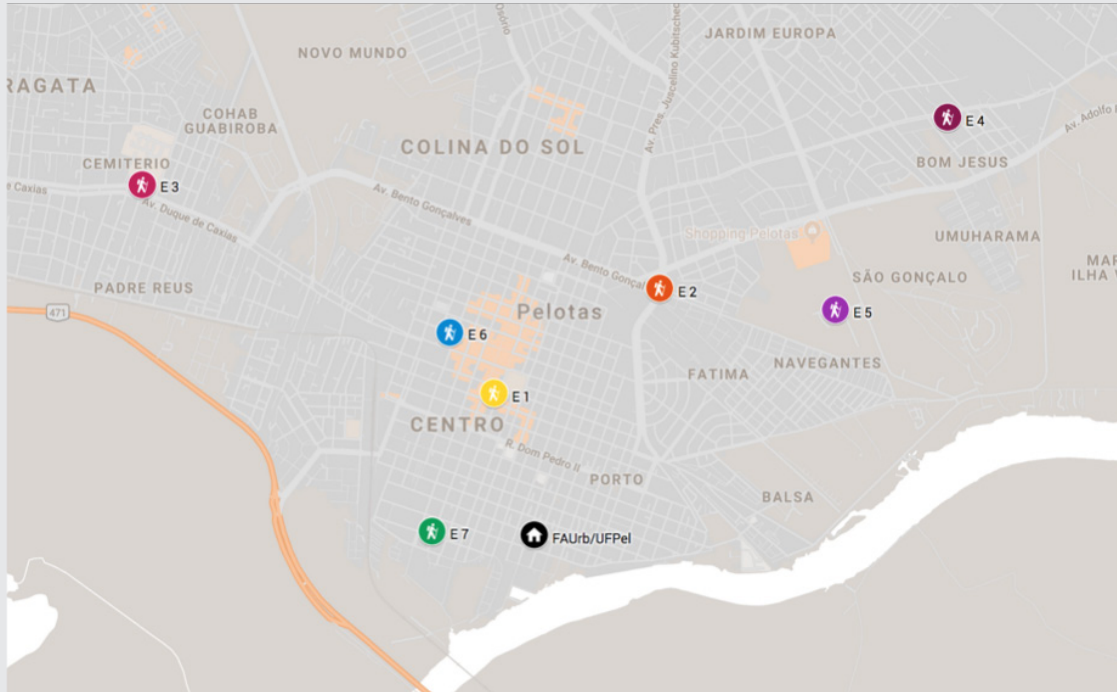 Osório
NOVO MUNDO
JARDIM EUROPA
Av. Pres. Juscelino Kubitsche
RAGATA
COHAB
GUABIROBA
E 4
Av. Adolfo
COLINA DO SOL
CEMITERIO
BOM JESUS
E 3
e Caxias
Av. Duque de Caxias
Av. Bento Gonçalves
Shopping Pelotas
UMUHARAMA
Av. Bento Gonçal
MAR
ILHA V
SÃO GONÇALO
PADRE REUS
E 2
471
Pelotas
E 5
E 6
NAVEGANTES
FATIMA
E 1
CENTRO
R. Dom Pedro II
PORTO
BALSA
E 7
FAUrb/UFPel